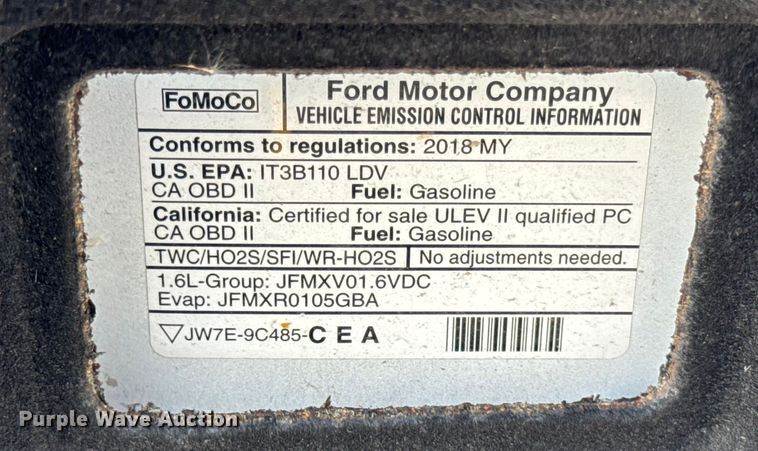 FoMoCo
Ford Motor Company
VEHICLE EMISSION CONTROL INFORMATION
Conforms to regulations: 2018 MY
U.S. EPA: IT3B110 LDV
CA OBD II Fuel: Gasoline
California: Certified for sale ULEV II qualified PC
CA OBD II Fuel: Gasoline
TWC/HO2S/SFI/WR-HO2S No adjustments needed.
1.6L-Group: JFMXV01.6VDC
Evap: JFMXR0105GBA
JW7E-9C485-C E A
Purple Wave Auction